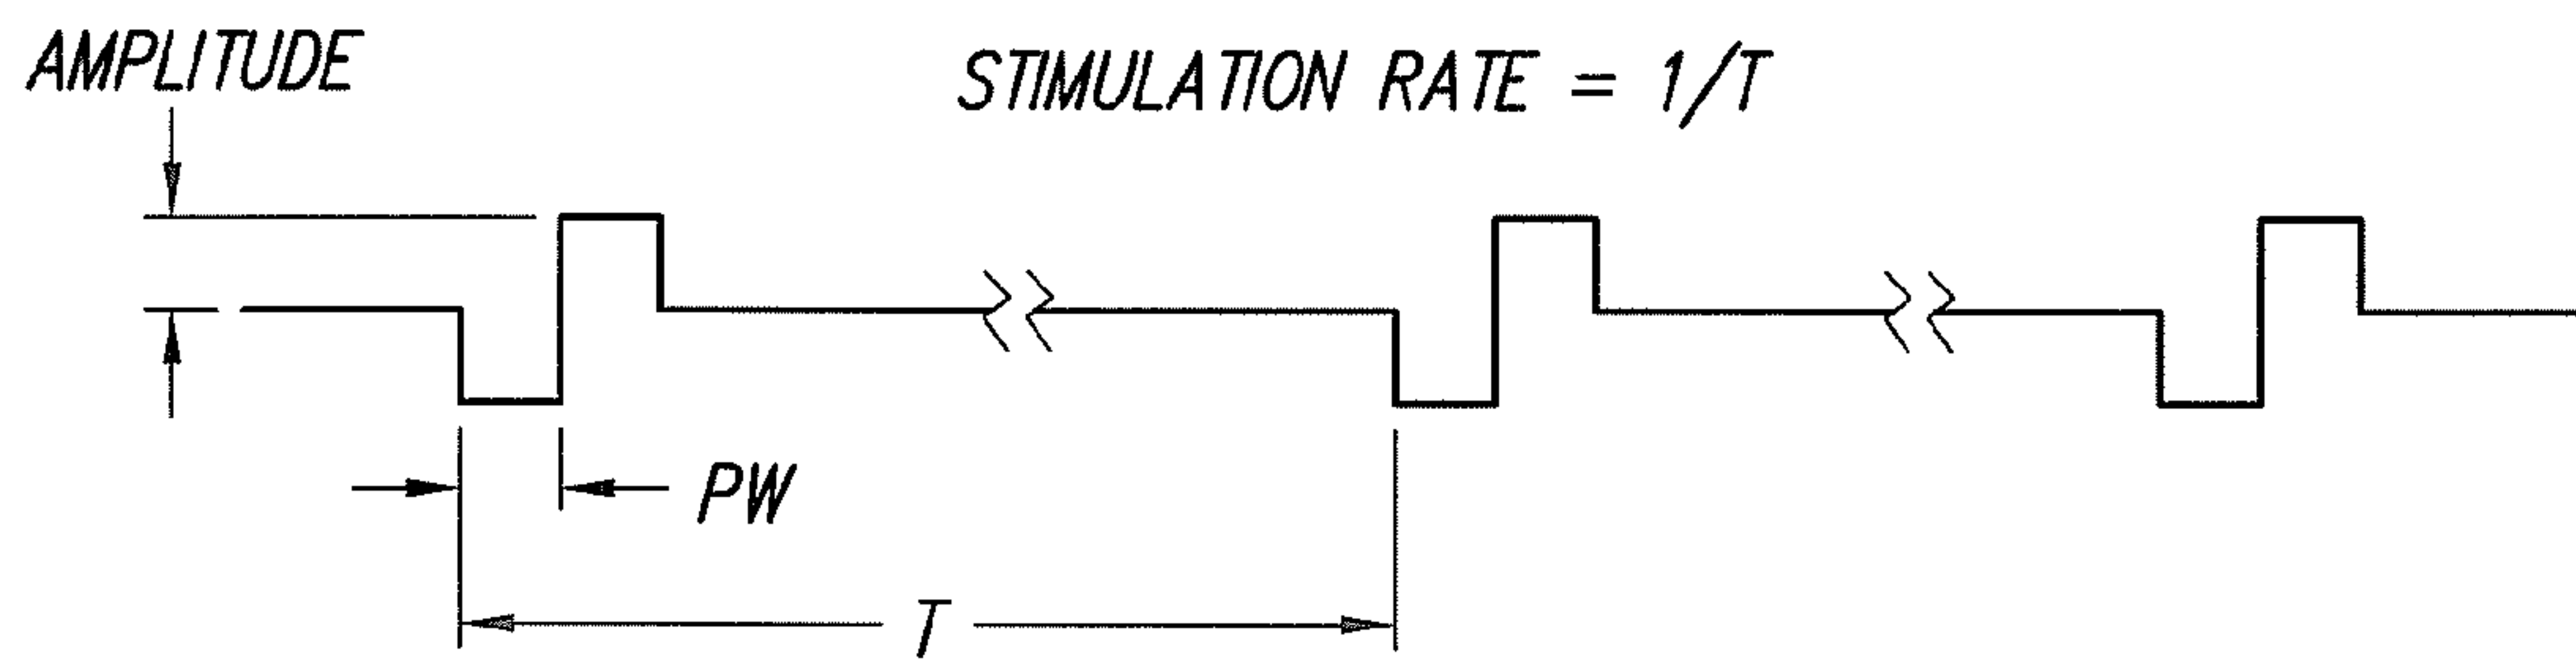 AMPLITUDE
STIMULATION RATE = 1/T
PW
T